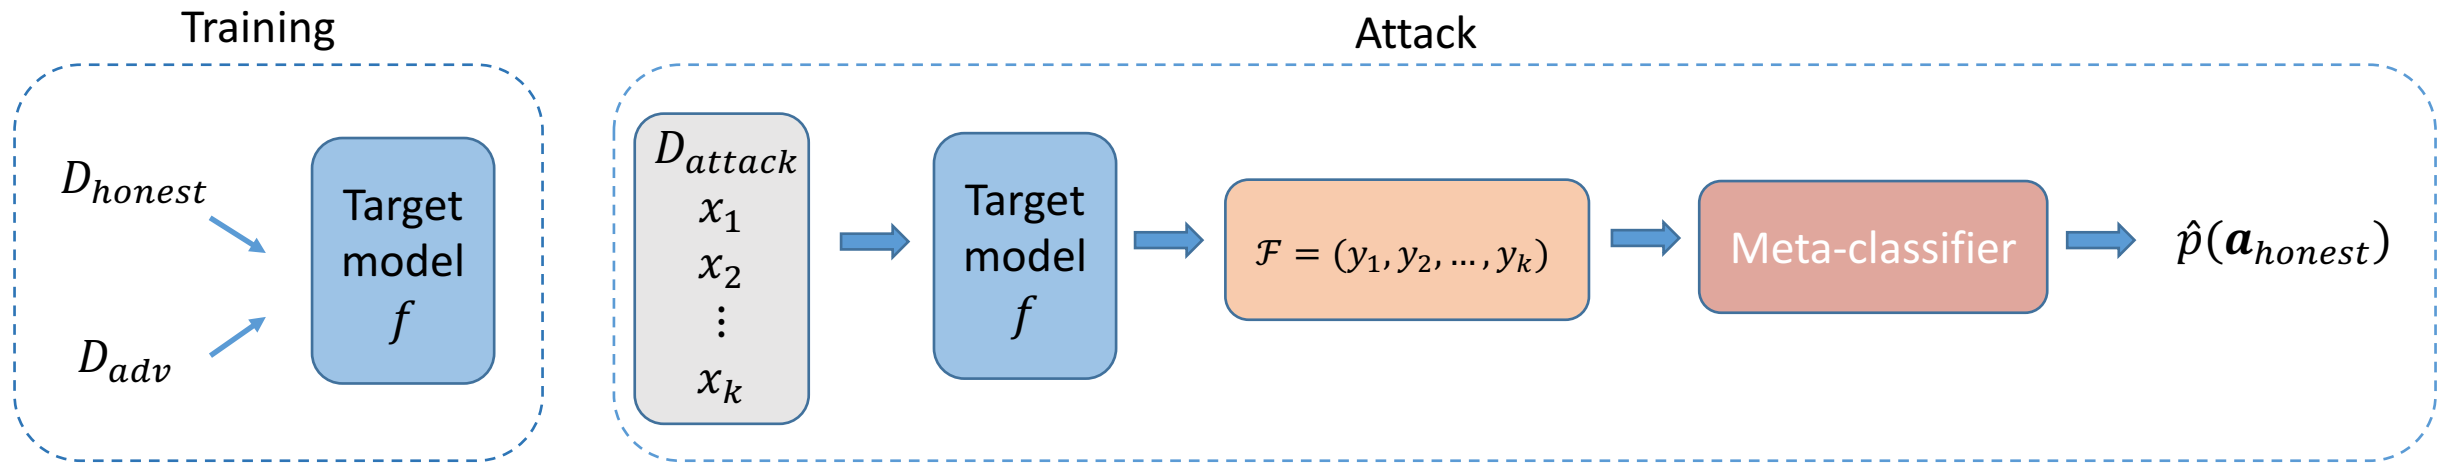 Training
D_honest
D_adv
Target
model
f
Attack
D_attack
x_1
x_2
⋮
x_k
Target
model
f
ℱ = (y_1, y_2, …, y_k)
Meta-classifier
p̂(𝒂_honest)